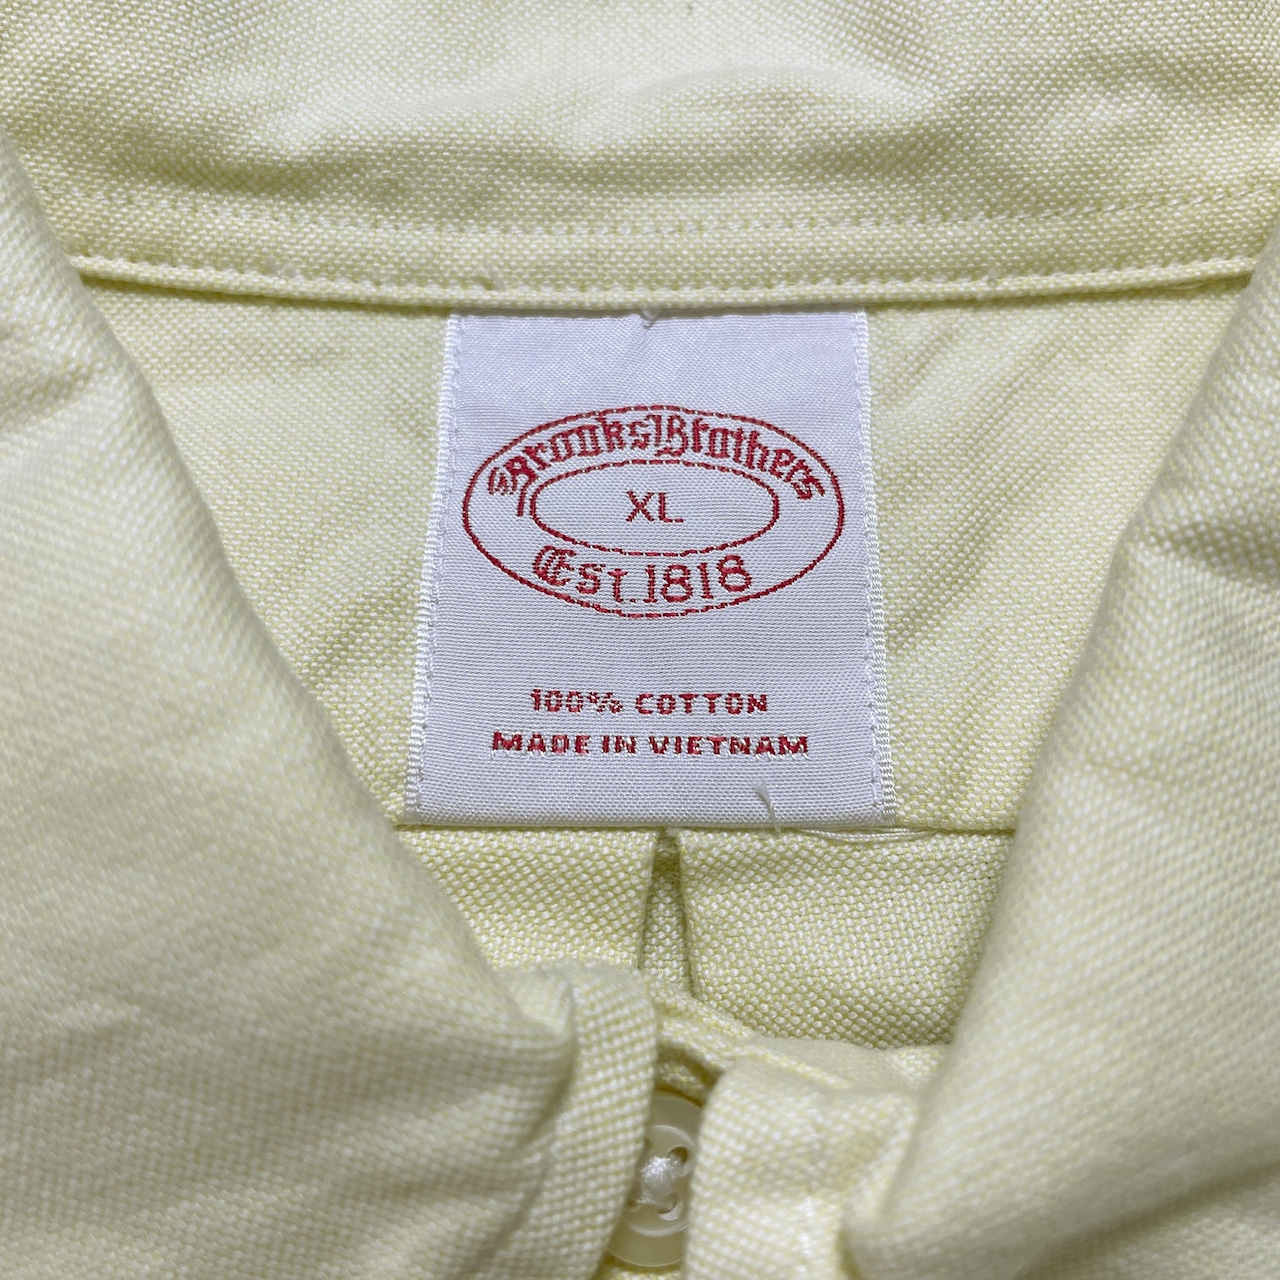 Brooks Brothers
XL
Est. 1818
100% COTTON
MADE IN VIETNAM